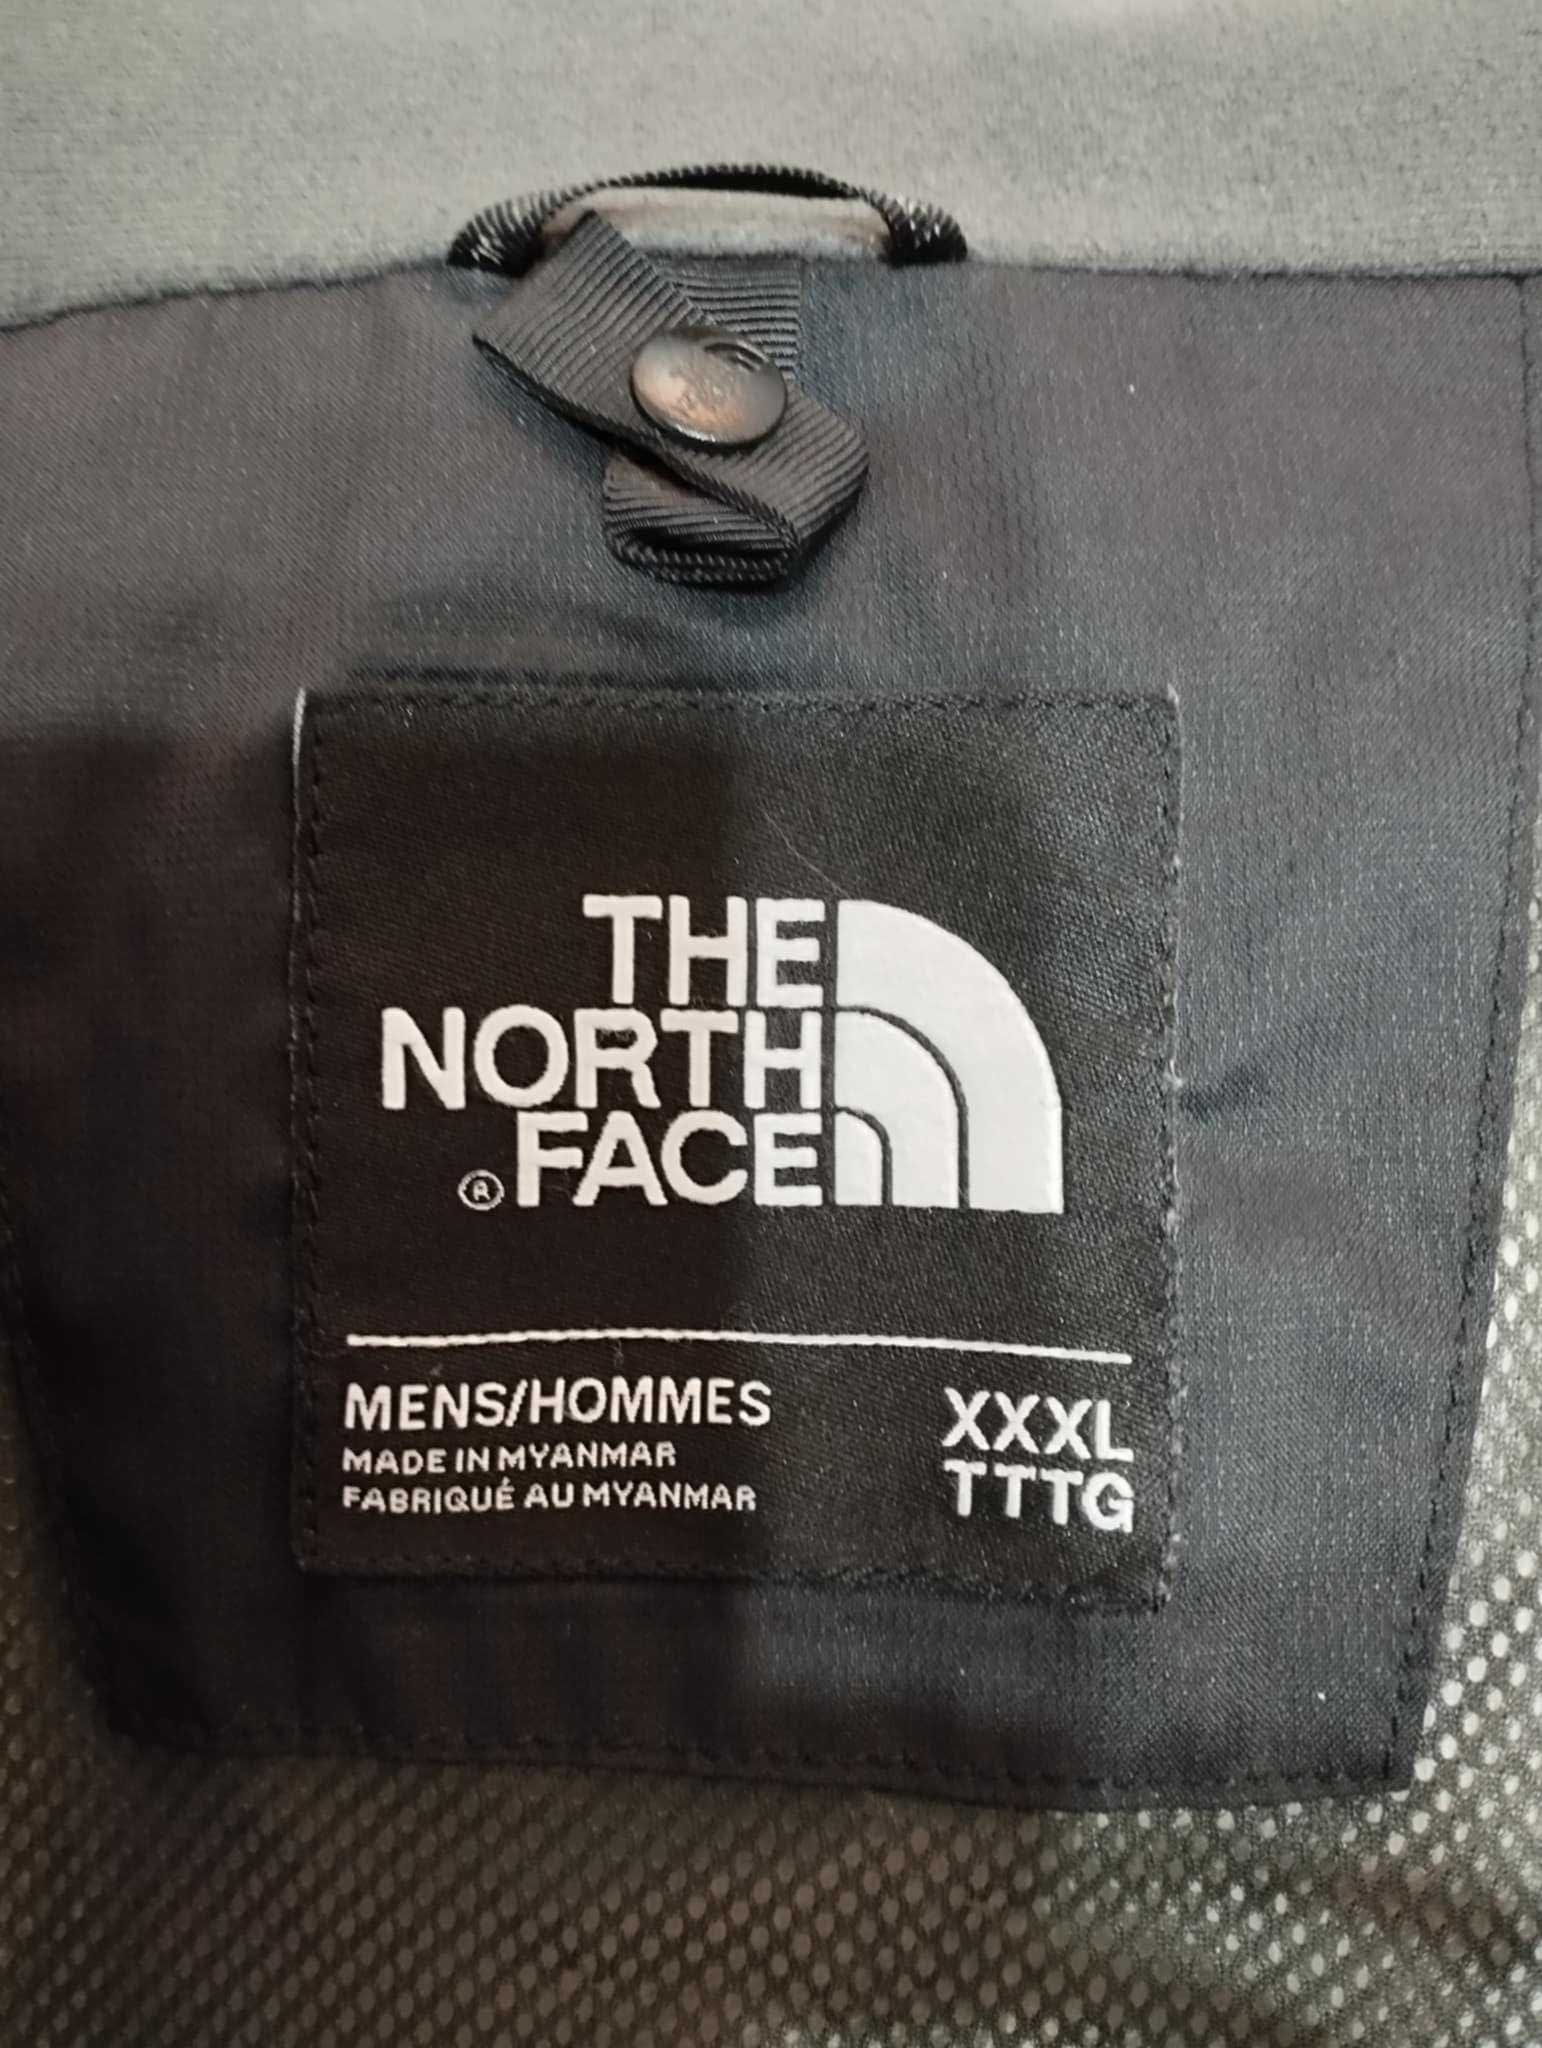 THE
NORTH
® FACE
MENS/HOMMES
MADE IN MYANMAR
FABRIQUÉ AU MYANMAR
XXXL
TTTG